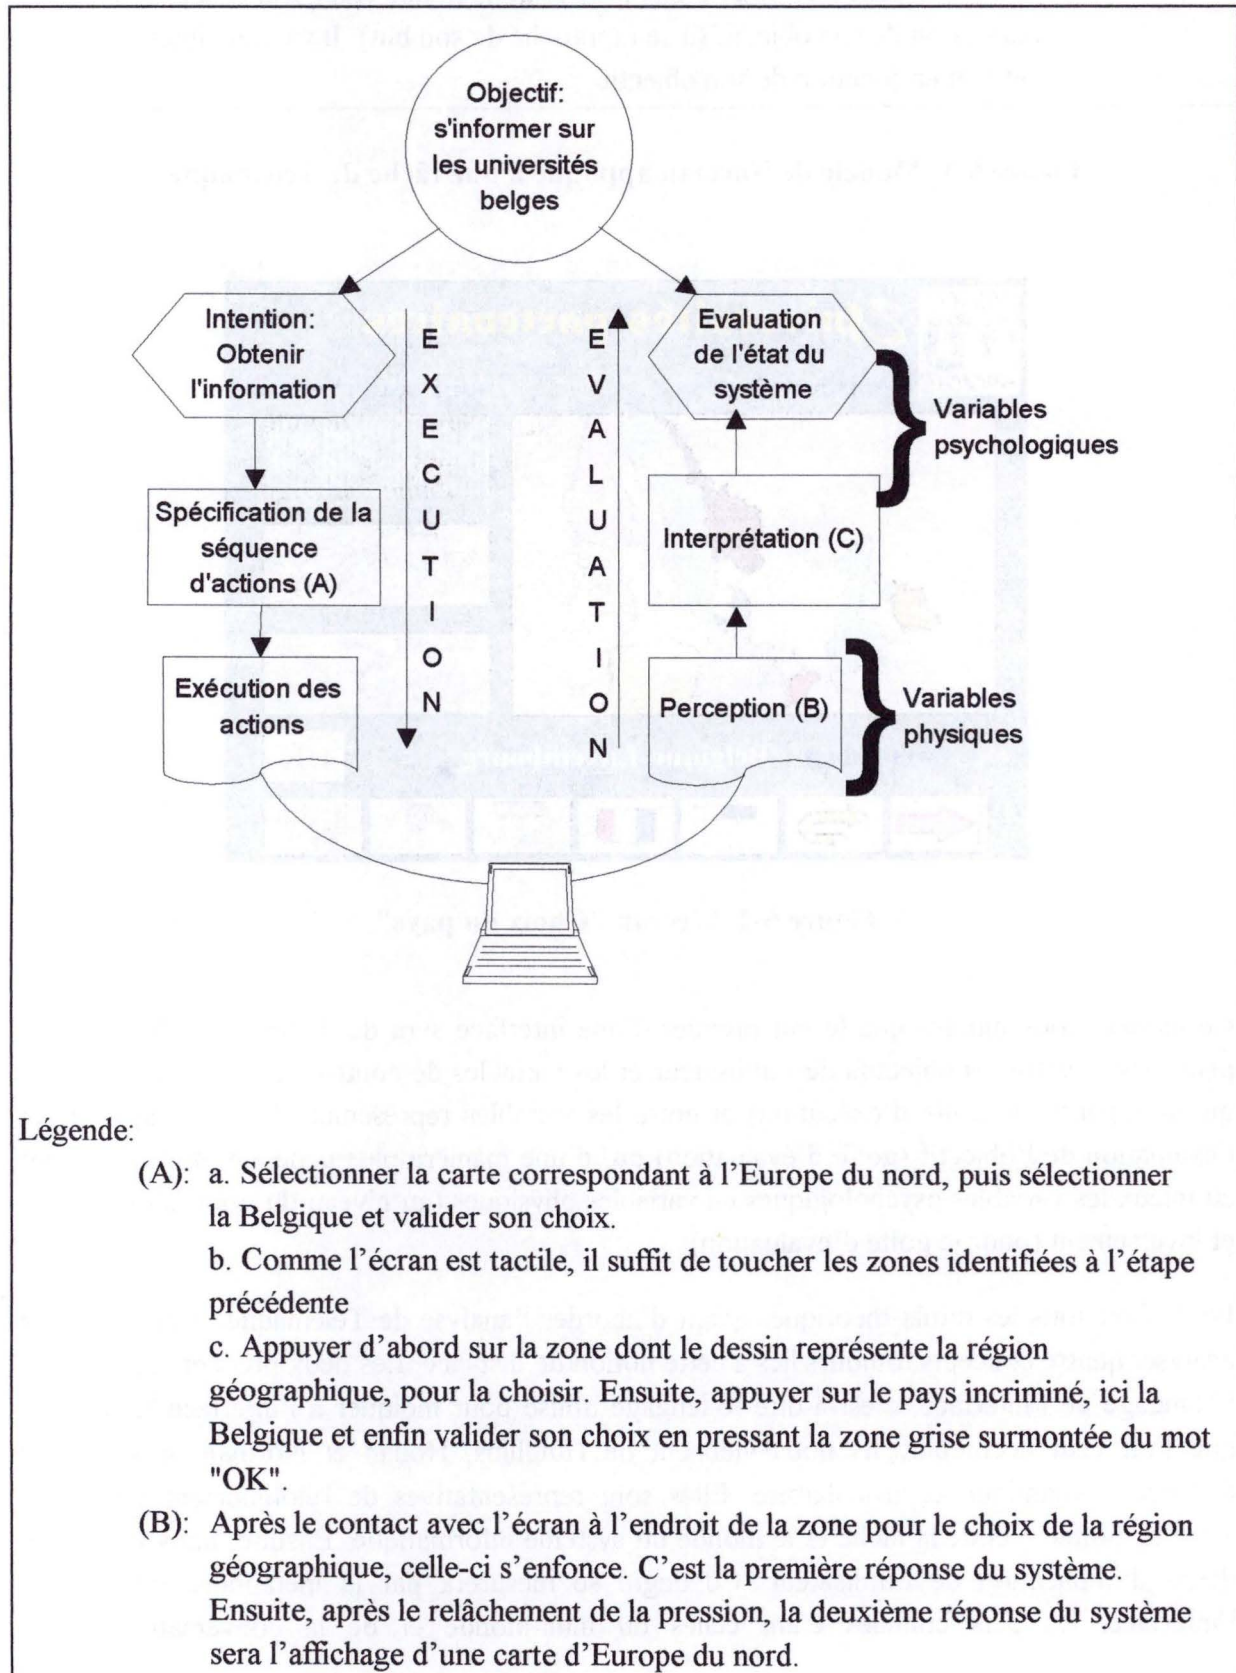 Objectif:
s'informer sur
les universités
belges
Intention:
Obtenir
l'information
EXECUTION
EVALUATION
Evaluation
de l'état du
système
Variables
psychologiques
Spécification de la
séquence
d'actions (A)
Interprétation (C)
Exécution des
actions
Perception (B)
Variables
physiques
Légende:
(A): a. Sélectionner la carte correspondant à l'Europe du nord, puis sélectionner
la Belgique et valider son choix.
b. Comme l'écran est tactile, il suffit de toucher les zones identifiées à l'étape
précédente
c. Appuyer d'abord sur la zone dont le dessin représente la région
géographique, pour la choisir. Ensuite, appuyer sur le pays incriminé, ici la
Belgique et enfin valider son choix en pressant la zone grise surmontée du mot
"OK".
(B): Après le contact avec l'écran à l'endroit de la zone pour le choix de la région
géographique, celle-ci s'enfonce. C'est la première réponse du système.
Ensuite, après le relâchement de la pression, la deuxième réponse du système
sera l'affichage d'une carte d'Europe du nord.